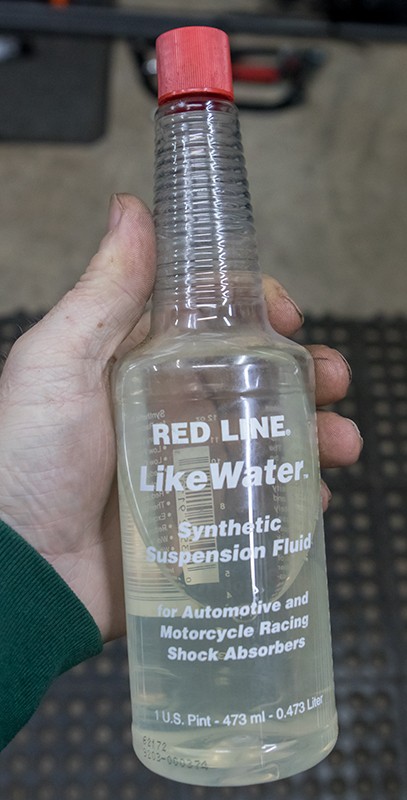 RED LINE®
LikeWater™
Synthetic
Suspension Fluid
for Automotive and
Motorcycle Racing
Shock Absorbers
1 U.S. Pint - 473 ml - 0.473 Liter